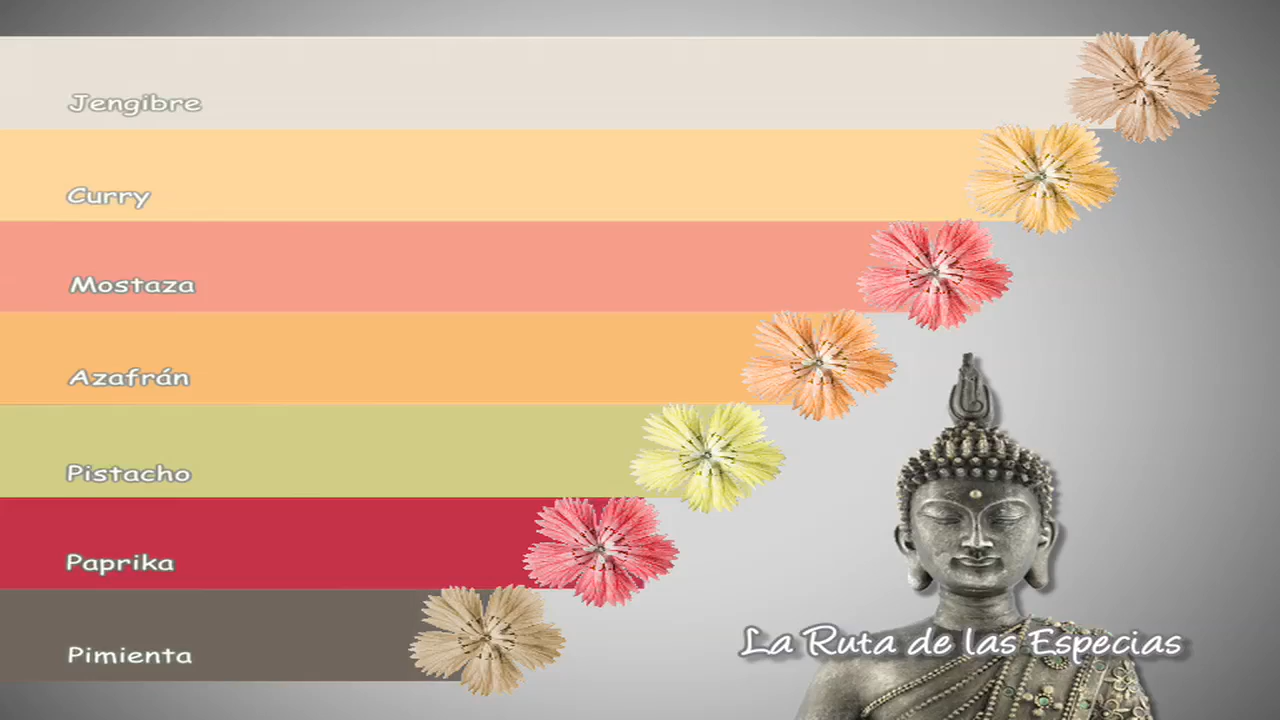 Jengibre
Curry
Mostaza
Azafrán
Pistacho
Paprika
Pimienta
La Ruta de las Especias